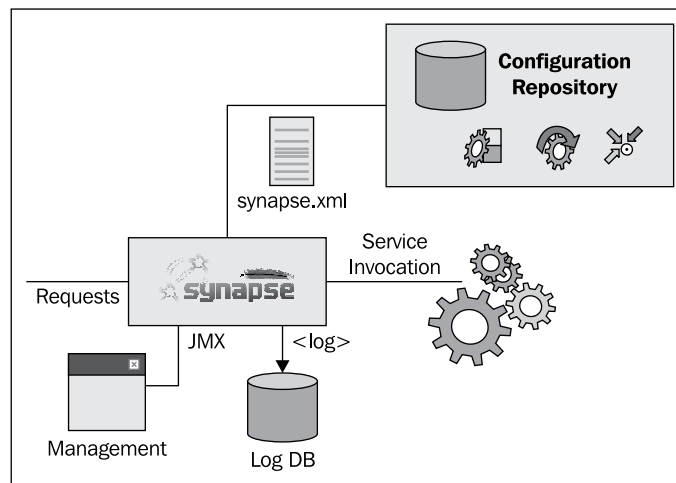 Configuration
Repository
synapse.xml
Service
Invocation
Requests
synapse
JMX
<log>
Management
Log DB